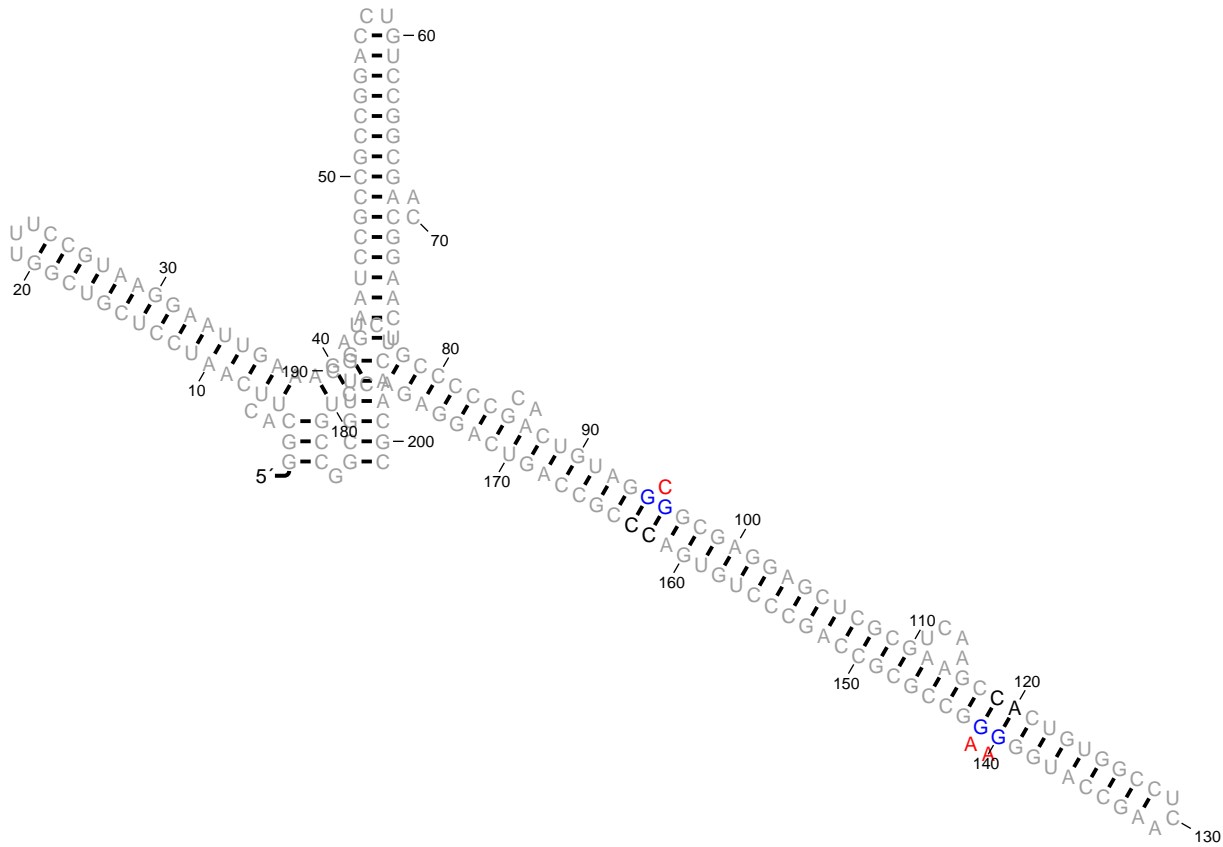 C U
C G 60
A U
G C
G C
C G
C G
G C
50 C G
C A A
G C C
C G 70
C G
U A
A A
A C
G U
U U C C G U A A G G A A U U G A A A G
30
U G G C U G C U C C U A A C U U
20
10
C A
40
190
180
80
G C C C C C G A C U G U A G G G G C G A G G A G C U C G C G A A G C C A C U G U G G C C U C
C A
90
C
100
110
U C A A
120
130
A G A G G A C U G A C C G C C C A G U G U C C C G A C C G C G C C G G G G G U A C C G A A
170
160
150
A A
140
C G
G C
5´ G C G G C
200